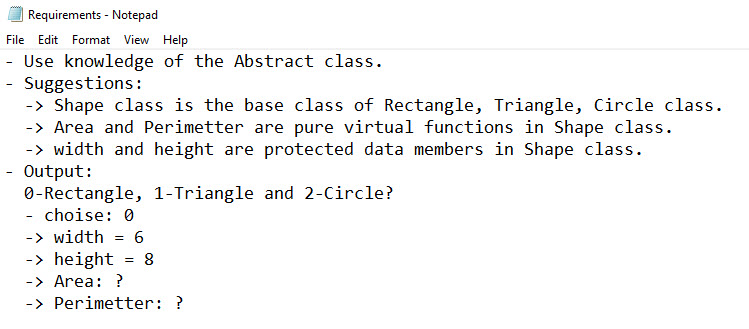 Requirements - Notepad
File Edit Format View Help
- Use knowledge of the Abstract class.
- Suggestions:
-> Shape class is the base class of Rectangle, Triangle, Circle class.
-> Area and Perimetter are pure virtual functions in Shape class.
-> width and height are protected data members in Shape class.
- Output:
0-Rectangle, 1-Triangle and 2-Circle?
- choise: 0
-> width = 6
-> height = 8
-> Area: ?
-> Perimetter: ?